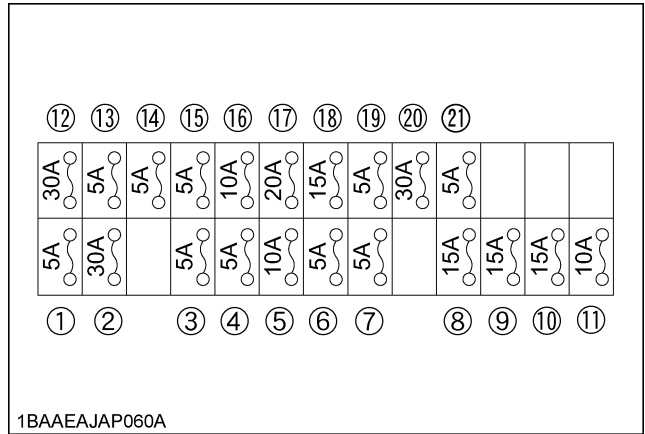 ⑫ ⑬ ⑭ ⑮ ⑯ ⑰ ⑱ ⑲ ⑳ ㉑
30A 5A 5A 5A 10A 20A 15A 5A 30A 5A
5A 30A 5A 5A 10A 5A 5A 15A 15A 15A 10A
① ② ③ ④ ⑤ ⑥ ⑦ ⑧ ⑨ ⑩ ⑪
1BAAEAJAP060A